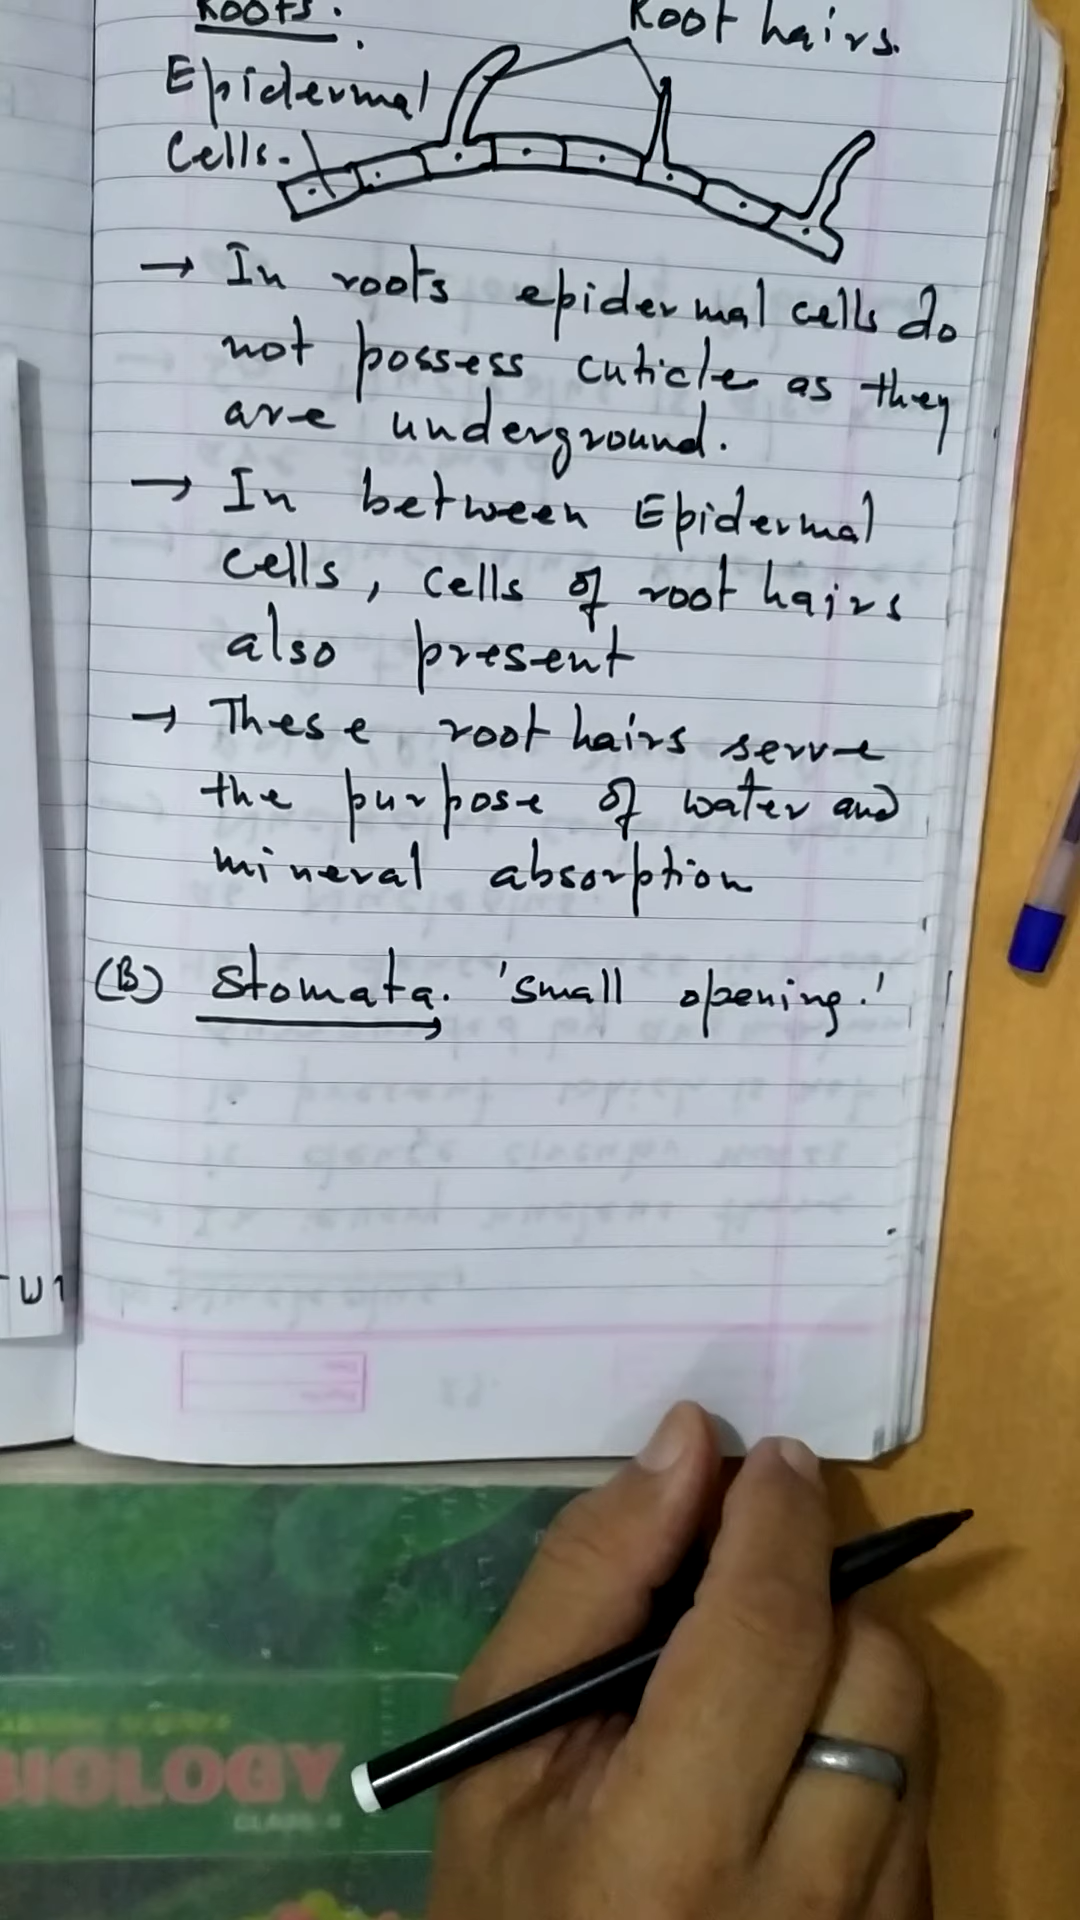 Roots.
Root hairs.
Epidermal
Cells.
→ In roots epidermal cells do
not possess cuticle as they
are underground.
→ In between Epidermal
cells, cells of root hairs
also present
→ These root hairs serve
the purpose of water and
mineral absorption
(B) Stomata. 'small opening.'
BIOLOGY
CLASS